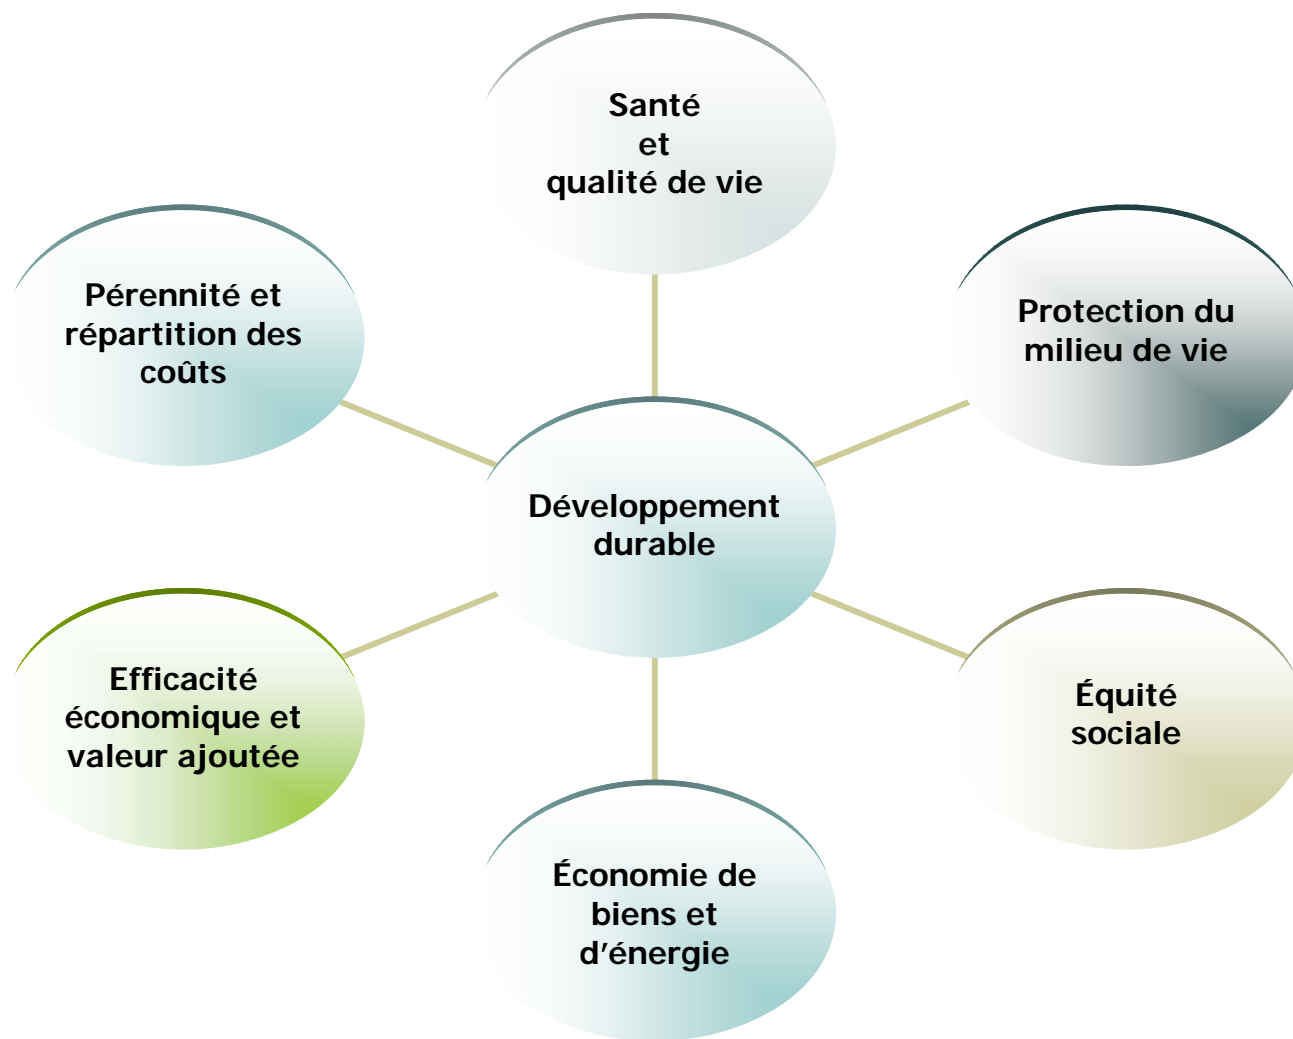 Santé
et
qualité de vie
Pérennité et
répartition des
coûts
Protection du
milieu de vie
Développement
durable
Efficacité
économique et
valeur ajoutée
Équité
sociale
Économie de
biens et
d’énergie